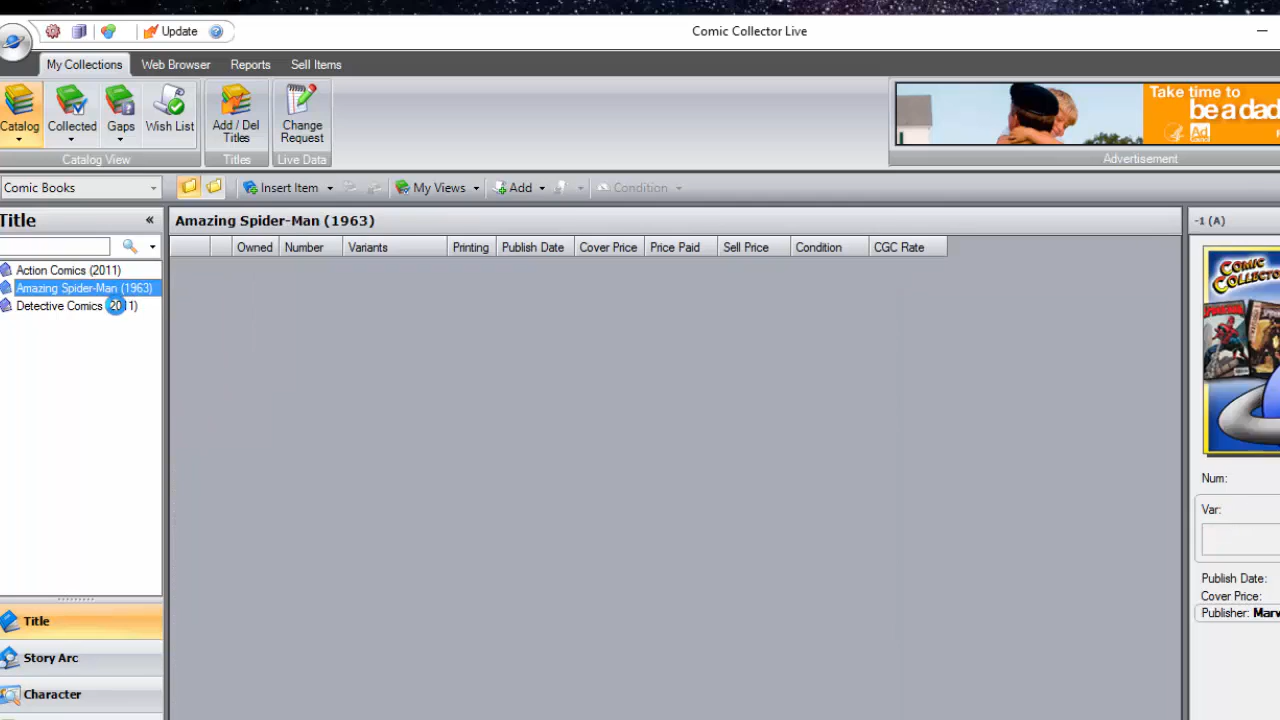 Comic Collector Live
Update
My Collections Web Browser Reports Sell Items
Catalog Collected Gaps Wish List Add / Del Titles Change Request
Catalog View Titles Live Data
Take time to
be a dad
Ad
Advertisement
Comic Books Insert Item My Views Add Condition
Title
Amazing Spider-Man (1963)
-1 (A)
Owned Number Variants Printing Publish Date Cover Price Price Paid Sell Price Condition CGC Rate
Action Comics (2011)
Amazing Spider-Man (1963)
Detective Comics (2011)
COMIC
Num:
Var:
Publish Date:
Cover Price:
Publisher: Marv
Title
Story Arc
Character